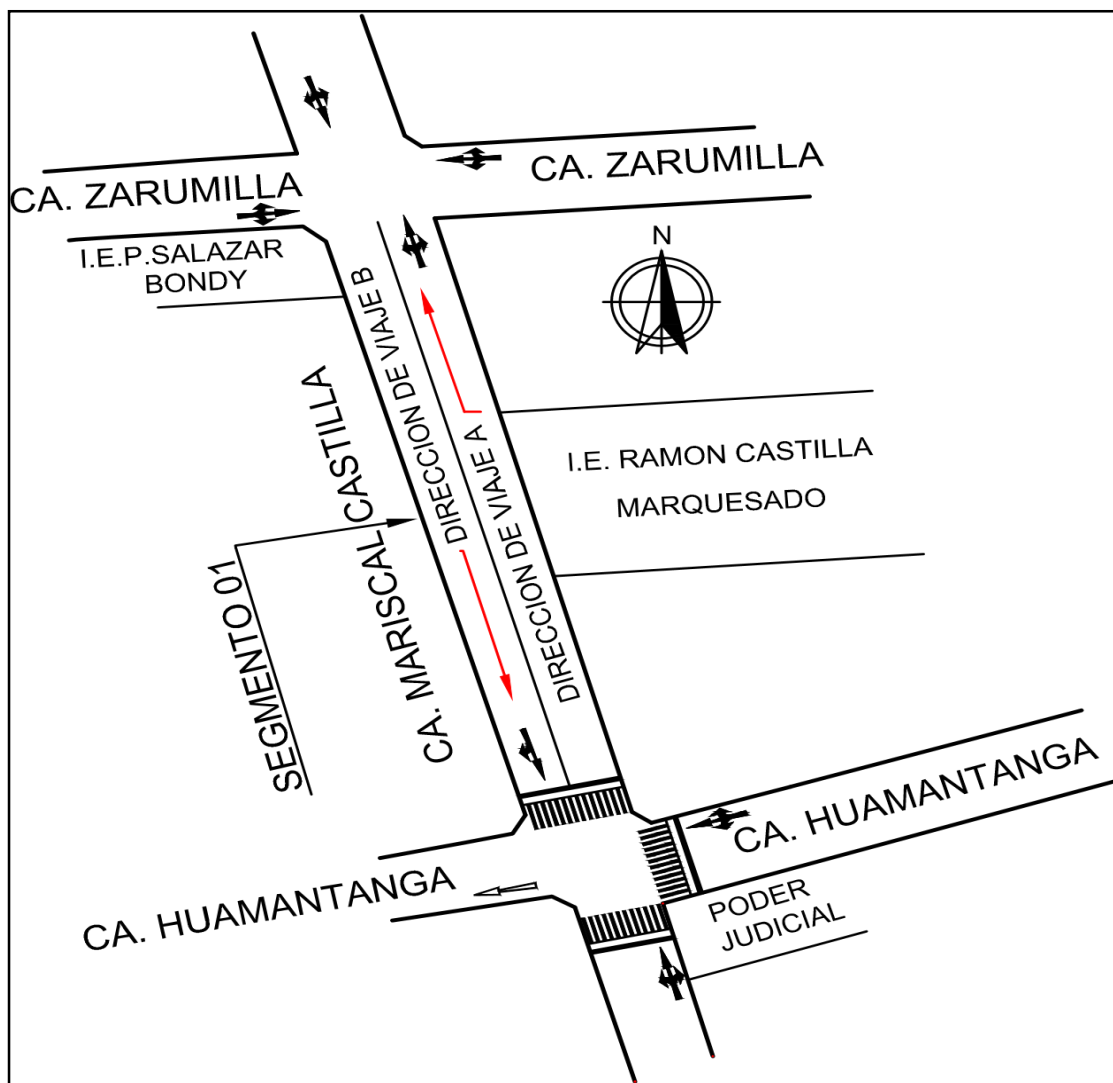 CA. ZARUMILLA
CA. ZARUMILLA
I.E.P.SALAZAR
BONDY
N
DIRECCION DE VIAJE B
DIRECCION DE VIAJE A
CA. MARISCAL CASTILLA
SEGMENTO 01
I.E. RAMON CASTILLA
MARQUESADO
CA. HUAMANTANGA
CA. HUAMANTANGA
PODER
JUDICIAL